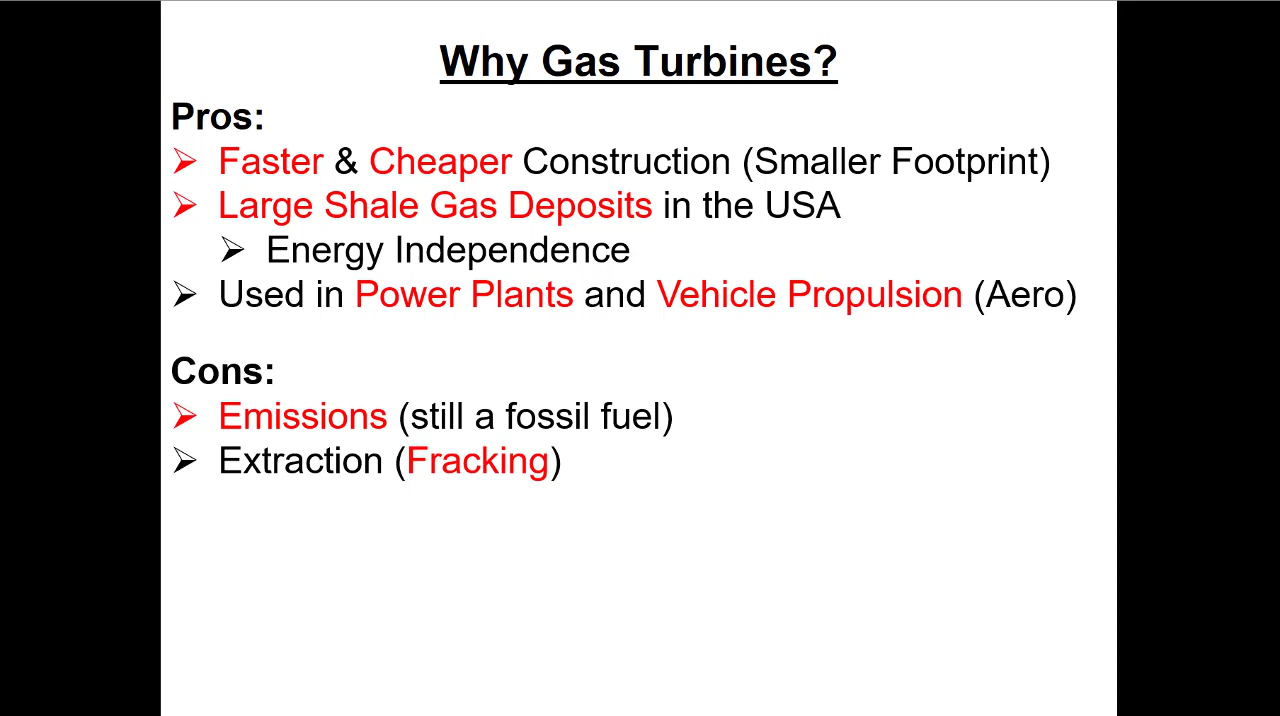 Why Gas Turbines?
Pros:
➢ Faster & Cheaper Construction (Smaller Footprint)
➢ Large Shale Gas Deposits in the USA
➢ Energy Independence
➢ Used in Power Plants and Vehicle Propulsion (Aero)
Cons:
➢ Emissions (still a fossil fuel)
➢ Extraction (Fracking)